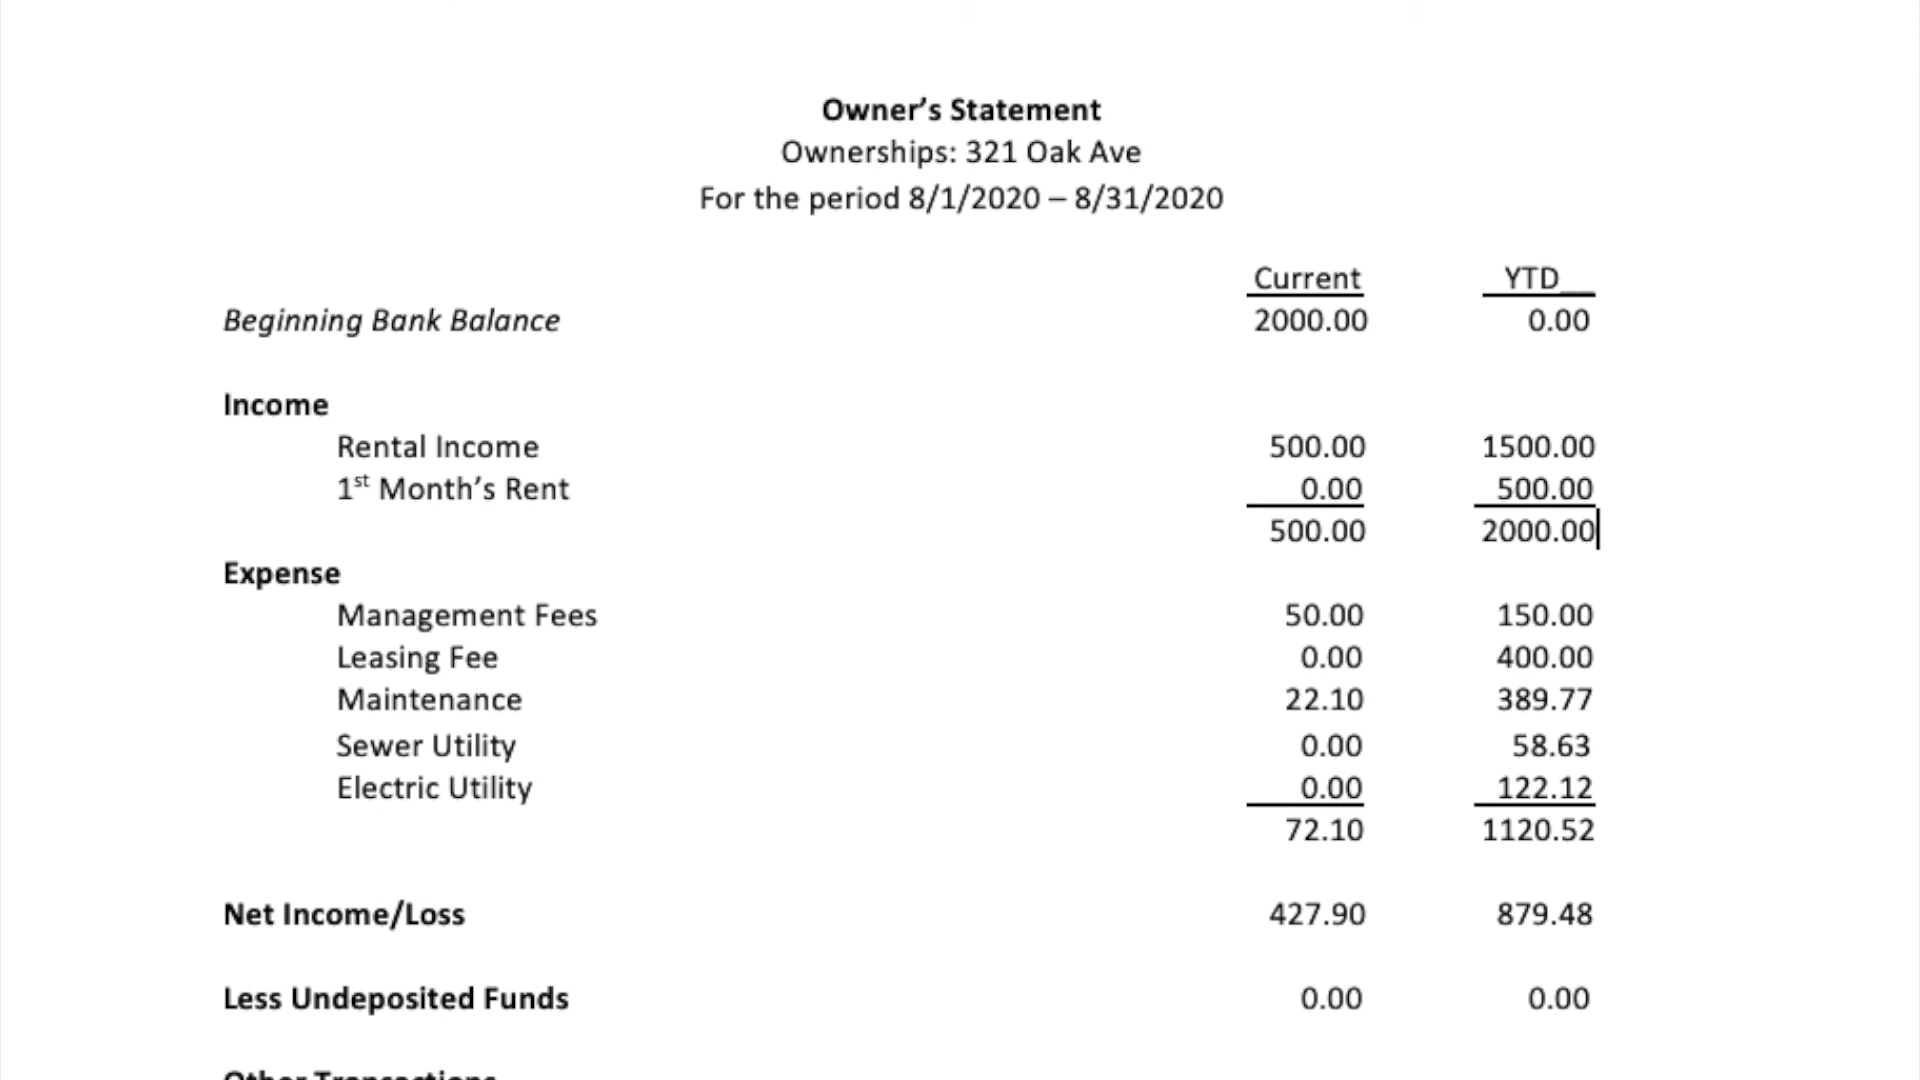 Owner’s Statement
Ownerships: 321 Oak Ave
For the period 8/1/2020 – 8/31/2020
Current YTD__
Beginning Bank Balance 2000.00 0.00
Income
Rental Income 500.00 1500.00
1st Month’s Rent 0.00 500.00
500.00 2000.00
Expense
Management Fees 50.00 150.00
Leasing Fee 0.00 400.00
Maintenance 22.10 389.77
Sewer Utility 0.00 58.63
Electric Utility 0.00 122.12
72.10 1120.52
Net Income/Loss 427.90 879.48
Less Undeposited Funds 0.00 0.00
Other Transactions